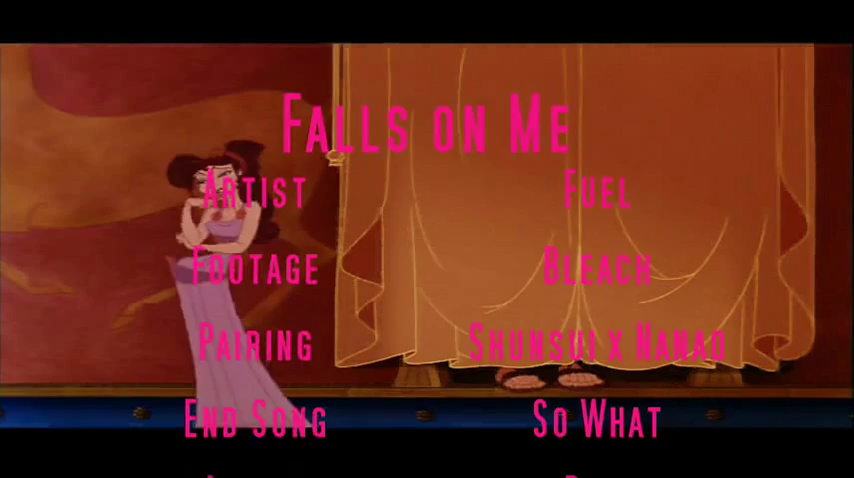 Falls on Me
Artist Fuel
Footage Bleach
Pairing Shunsui x Nanao
End Song So What